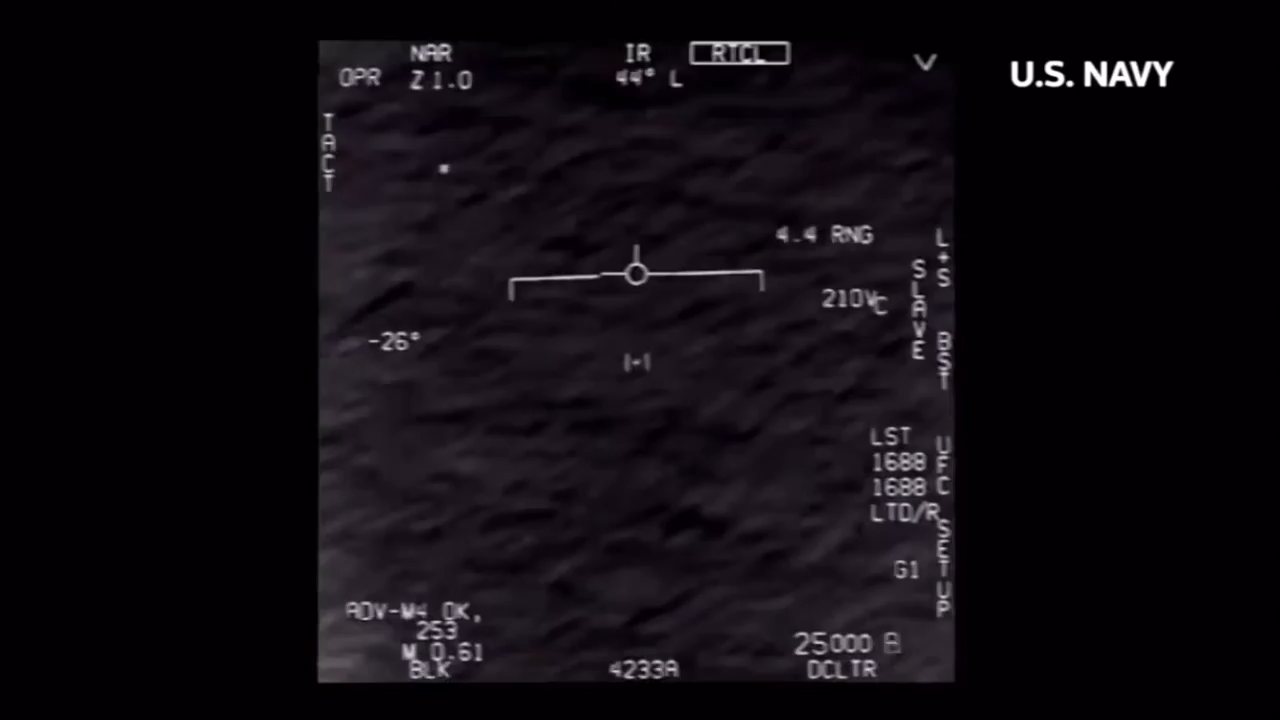 NAR
IR
RTCL
OPR
Z 1.0
44° L
U.S. NAVY
TACT
4.4 RNG
L+S
SLAVE
210Vc
-26°
BST
LST
1688
1688
LTD/R
UFC
SETUP
G1
ADV-M4 OK,
253
M 0.61
BLK
4233A
25000 B
DCLTR